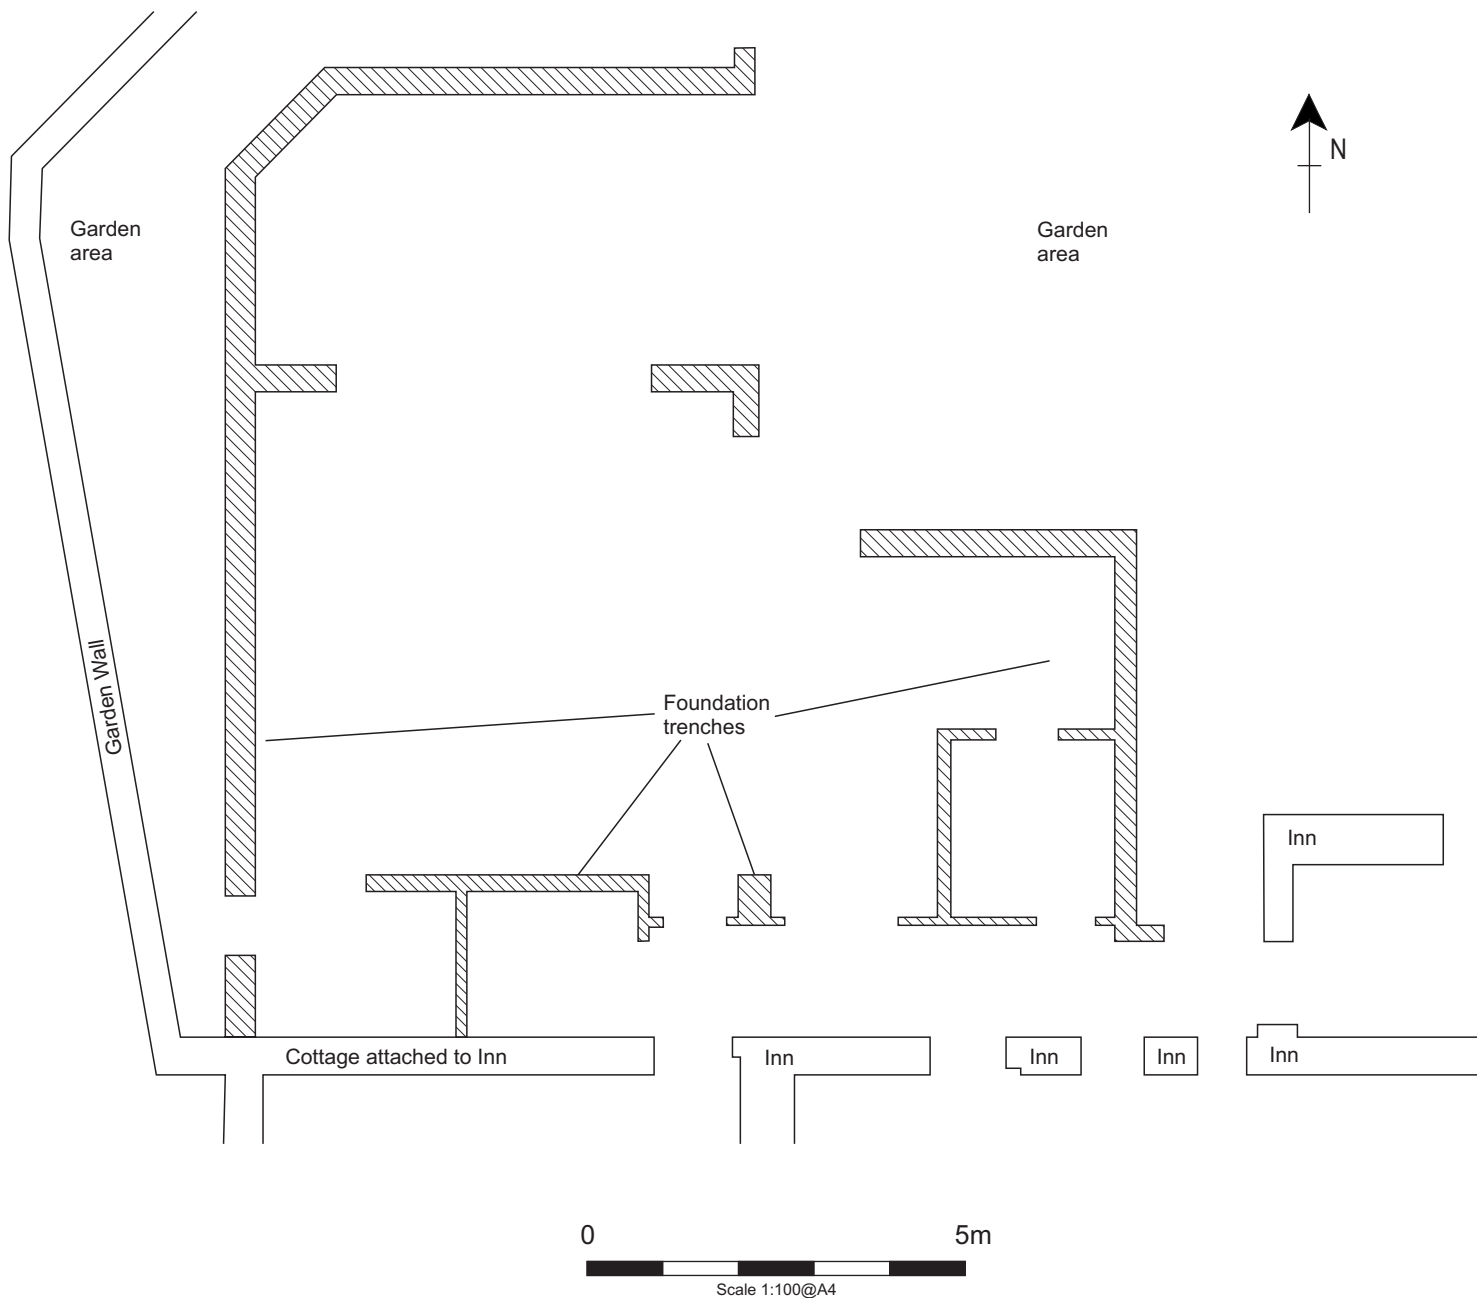 N
Garden
area
Garden
area
Garden Wall
Foundation
trenches
Inn
Cottage attached to Inn
Inn
Inn
Inn
Inn
0
5m
Scale 1:100@A4